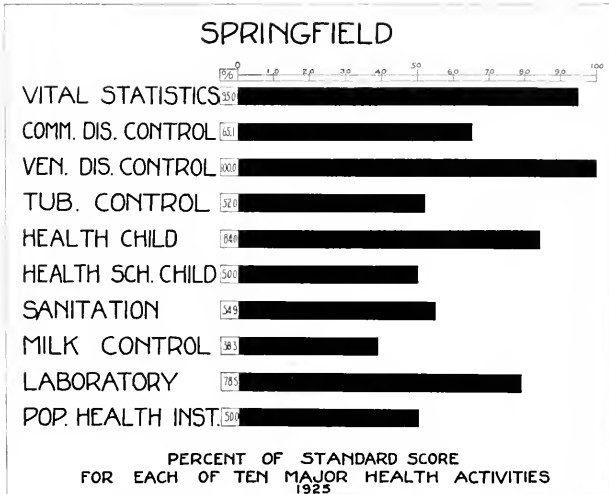 SPRINGFIELD
% 0 10 20 30 40 50 60 70 80 90 100
VITAL STATISTICS 95.0
COMM. DIS. CONTROL 65.1
VEN. DIS. CONTROL 100.0
TUB. CONTROL 52.0
HEALTH CHILD 84.0
HEALTH SCH. CHILD 50.0
SANITATION 54.9
MILK CONTROL 38.3
LABORATORY 78.5
POP. HEALTH INST. 50.0
PERCENT OF STANDARD SCORE
FOR EACH OF TEN MAJOR HEALTH ACTIVITIES
1925